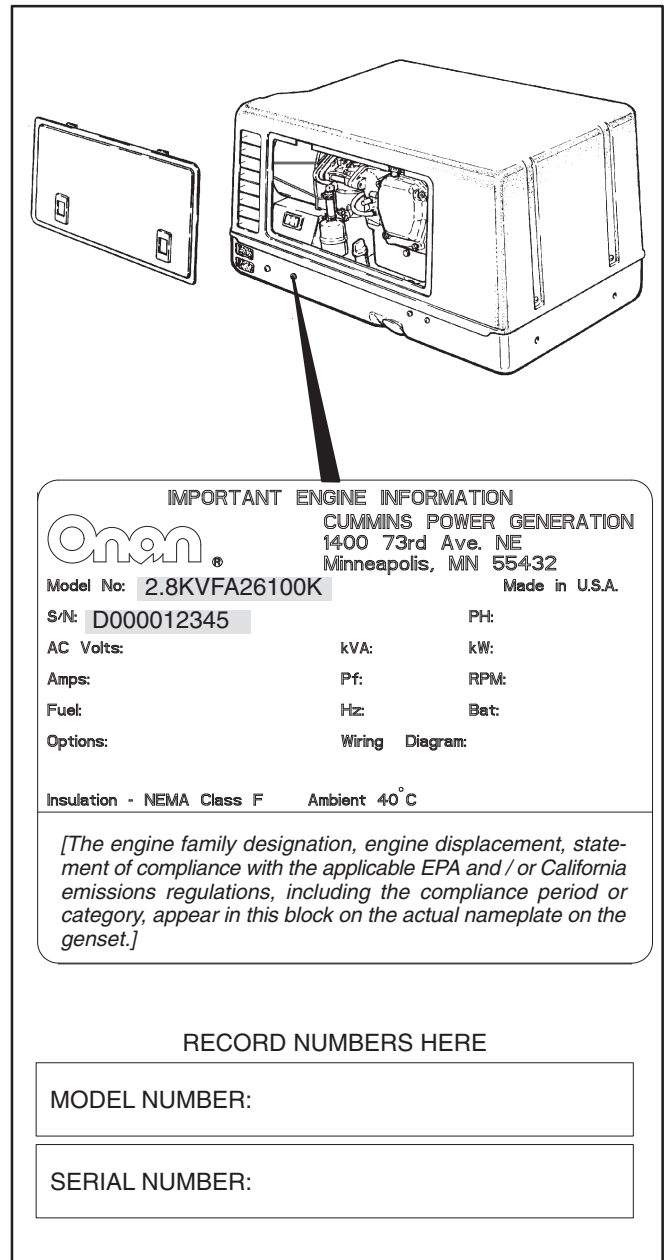 IMPORTANT ENGINE INFORMATION
Onan ®
CUMMINS POWER GENERATION
1400 73rd Ave. NE
Minneapolis, MN 55432
Model No: 2.8KVFA26100K
Made in U.S.A.
S/N: D000012345
PH:
AC Volts:
kVA:
kW:
Amps:
Pf:
RPM:
Fuel:
Hz:
Bat:
Options:
Wiring Diagram:
Insulation - NEMA Class F Ambient 40°C
[The engine family designation, engine displacement, state-
ment of compliance with the applicable EPA and / or California
emissions regulations, including the compliance period or
category, appear in this block on the actual nameplate on the
genset.]
RECORD NUMBERS HERE
MODEL NUMBER:
SERIAL NUMBER: